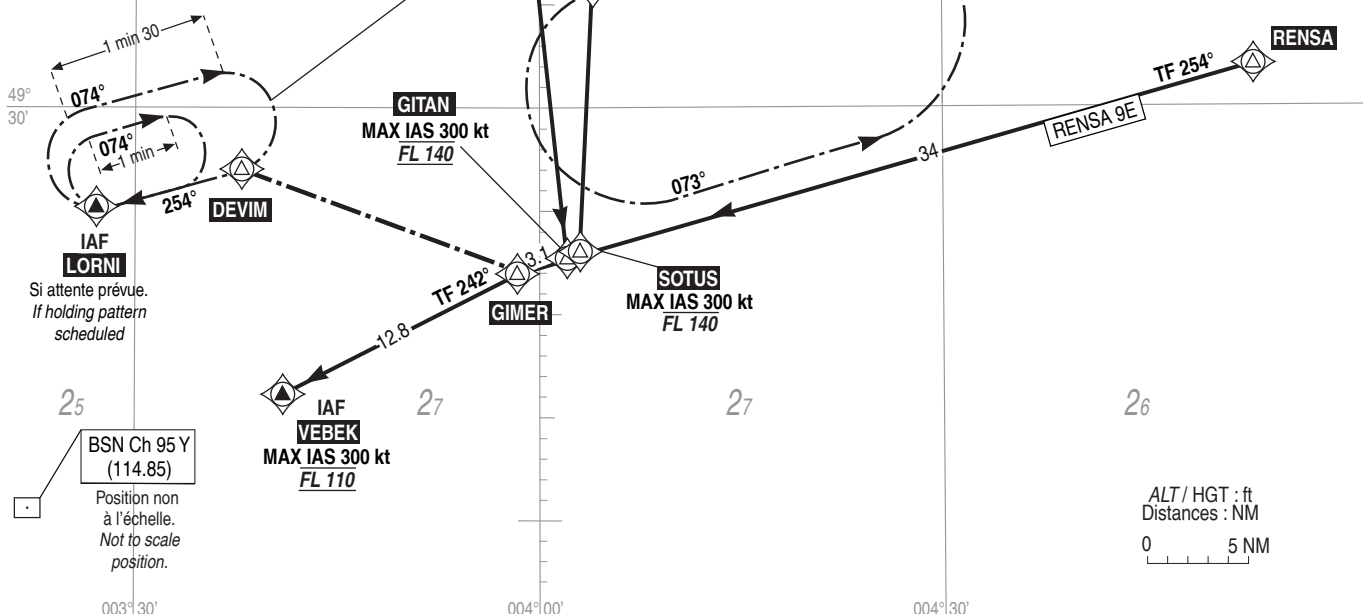 1 min 30
074°
074°
1 min
254°
DEVIM
IAF
LORNI
Si attente prévue.
If holding pattern
scheduled
49°
30'
GITAN
MAX IAS 300 kt
FL 140
073°
RENSA
TF 254°
RENSA 9E
34
3.1
SOTUS
MAX IAS 300 kt
FL 140
GIMER
TF 242°
12.8
IAF
VEBEK
MAX IAS 300 kt
FL 110
25
27
27
26
BSN Ch 95 Y
(114.85)
Position non
à l'échelle.
Not to scale
position.
ALT / HGT : ft
Distances : NM
0 5 NM
003°30'
004°00'
004°30'